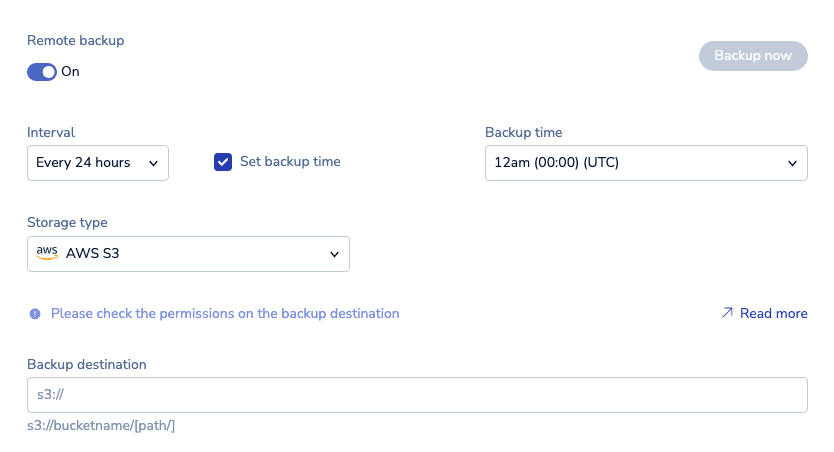 Remote backup
On
Backup now
Interval
Every 24 hours
Set backup time
Backup time
12am (00:00) (UTC)
Storage type
aws AWS S3
Please check the permissions on the backup destination
Read more
Backup destination
s3://
s3://bucketname/[path/]